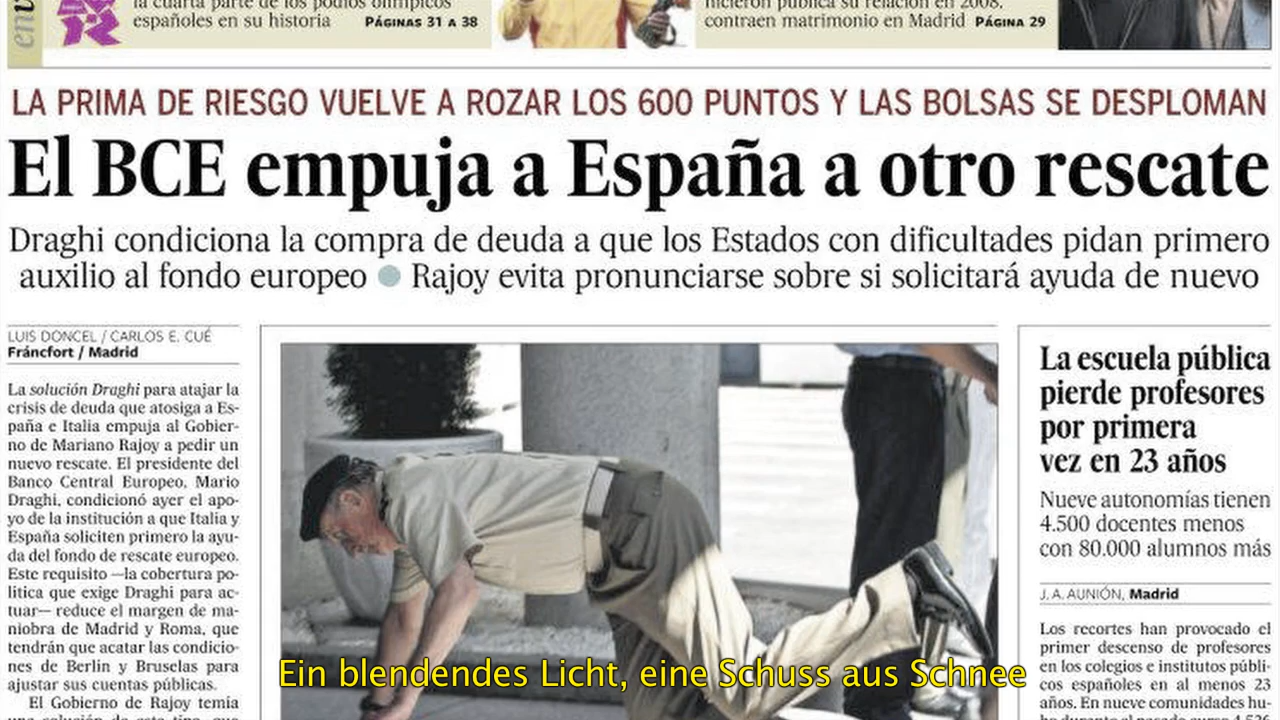 la cuarta parte de los podios olímpicos
españoles en su historia PÁGINAS 31 A 38
hicieron pública su relación en 2008,
contraen matrimonio en Madrid PÁGINA 29
LA PRIMA DE RIESGO VUELVE A ROZAR LOS 600 PUNTOS Y LAS BOLSAS SE DESPLOMAN
El BCE empuja a España a otro rescate
Draghi condiciona la compra de deuda a que los Estados con dificultades pidan primero
auxilio al fondo europeo ● Rajoy evita pronunciarse sobre si solicitará ayuda de nuevo
LUIS DONCEL / CARLOS E. CUÉ
Fráncfort / Madrid
La solución Draghi para atajar la
crisis de deuda que atosiga a Es-
paña e Italia empuja al Gobier-
no de Mariano Rajoy a pedir un
nuevo rescate. El presidente del
Banco Central Europeo, Mario
Draghi, condicionó ayer el apo-
yo de la institución a que Italia y
España soliciten primero la ayu-
da del fondo de rescate europeo.
Este requisito —la cobertura po-
lítica que exige Draghi para ac-
tuar— reduce el margen de ma-
niobra de Madrid y Roma, que
tendrán que acatar las condicio-
nes de Berlín y Bruselas para
ajustar sus cuentas públicas.
El Gobierno de Rajoy temía
una solución de este tipo, que
La escuela pública
pierde profesores
por primera
vez en 23 años
Nueve autonomías tienen
4.500 docentes menos
con 80.000 alumnos más
J. A. AUNIÓN, Madrid
Los recortes han provocado el
primer descenso de profesores
en los colegios e institutos públi-
cos españoles en al menos 23
años. En nueve comunidades hu-
Ein blendendes Licht, eine Schuss aus Schnee